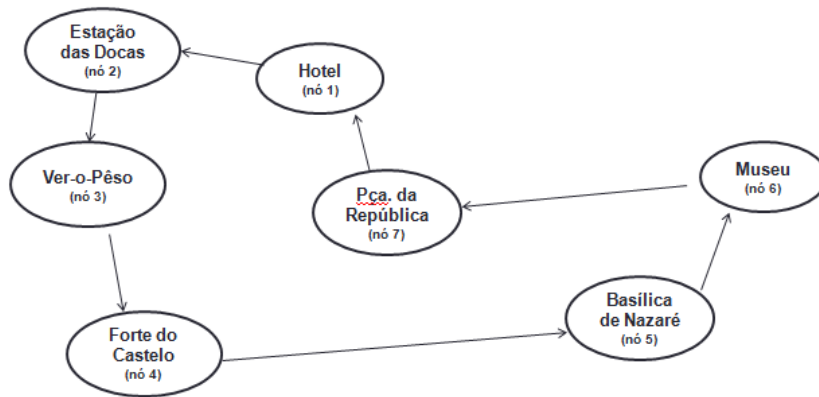 Estação
das Docas
(nó 2)
Hotel
(nó 1)
Ver-o-Pêso
(nó 3)
Pça. da
República
(nó 7)
Museu
(nó 6)
Forte do
Castelo
(nó 4)
Basílica
de Nazaré
(nó 5)